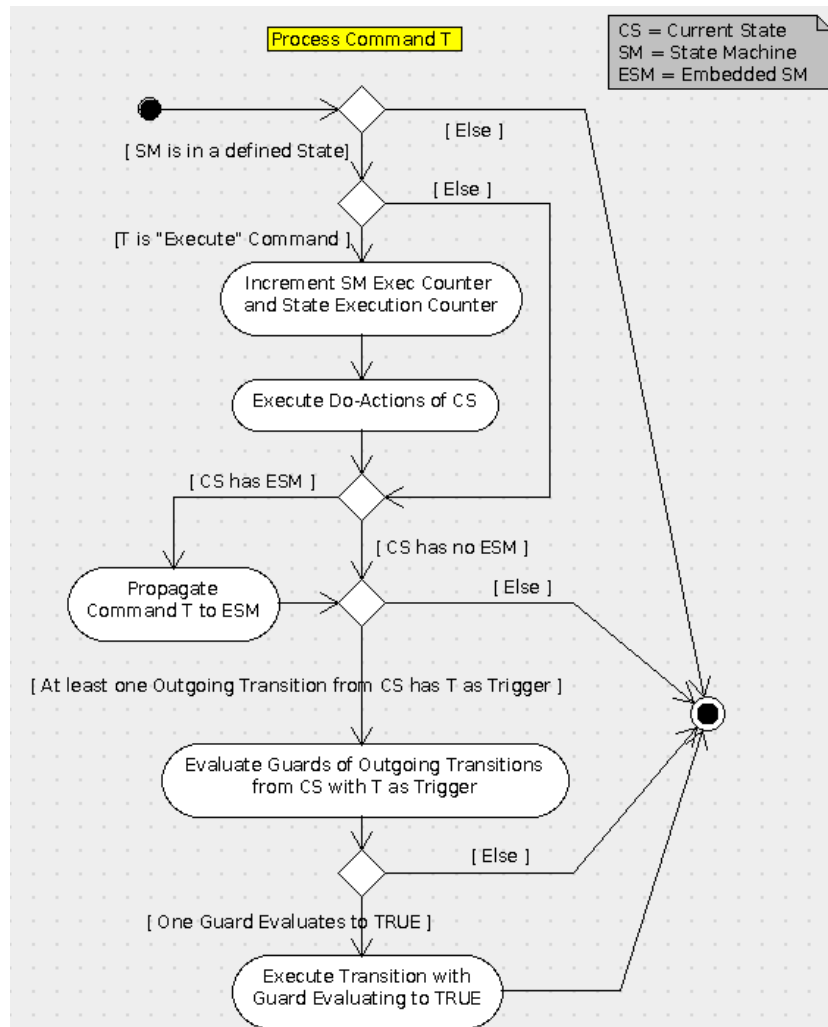 Process Command T
CS = Current State
SM = State Machine
ESM = Embedded SM
[ Else ]
[ SM is in a defined State]
[ Else ]
[T is "Execute" Command ]
Increment SM Exec Counter
and State Execution Counter
Execute Do-Actions of CS
[ CS has ESM ]
[ CS has no ESM ]
Propagate
Command T to ESM
[ Else ]
[ At least one Outgoing Transition from CS has T as Trigger ]
Evaluate Guards of Outgoing Transitions
from CS with T as Trigger
[ Else ]
[ One Guard Evaluates to TRUE ]
Execute Transition with
Guard Evaluating to TRUE